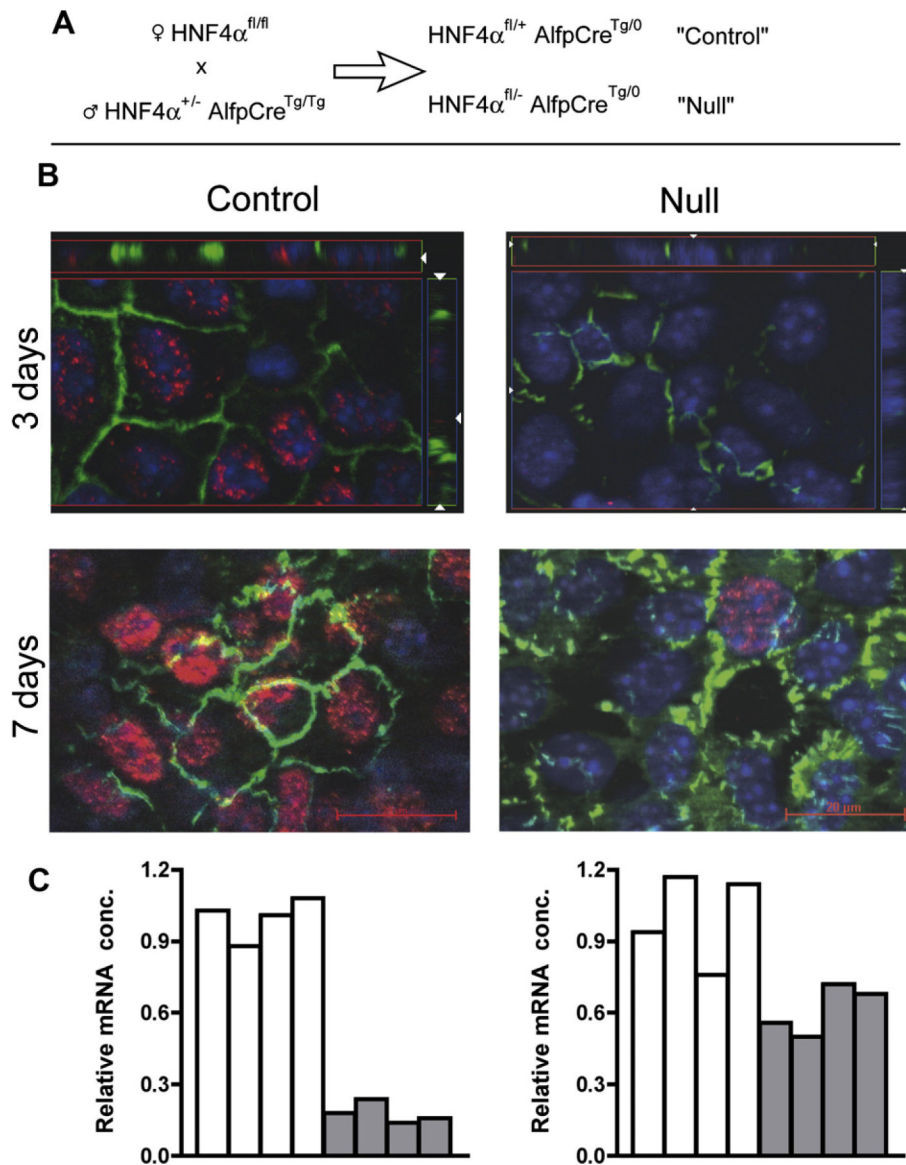 A
♀ HNF4α^fl/fl
x
♂ HNF4α^+/- AlfpCre^Tg/Tg
HNF4α^fl/+ AlfpCre^Tg/0 "Control"
HNF4α^fl/- AlfpCre^Tg/0 "Null"
B
Control
Null
3 days
7 days
20 µm
C
Relative mRNA conc.
1.2
0.9
0.6
0.3
0.0
Relative mRNA conc.
1.2
0.9
0.6
0.3
0.0